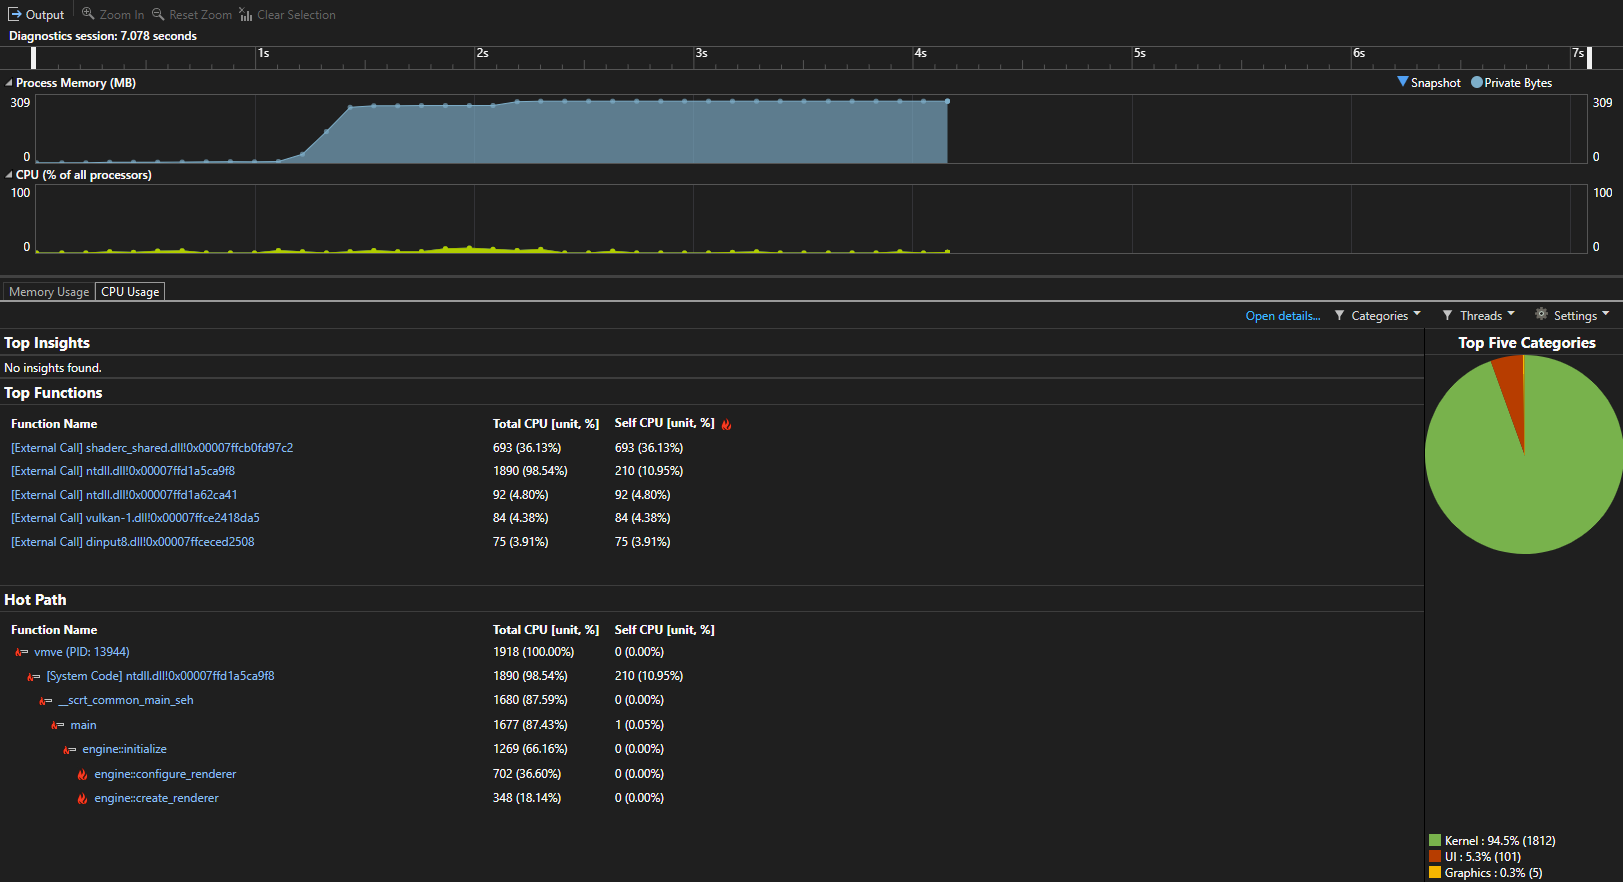 Output Zoom In Reset Zoom Clear Selection
Diagnostics session: 7.078 seconds
1s 2s 3s 4s 5s 6s 7s
Process Memory (MB) Snapshot Private Bytes
309 309
0 0
CPU (% of all processors)
100 100
0 0
Memory Usage CPU Usage
Open details... Categories Threads Settings
Top Insights
No insights found.
Top Functions
Function Name Total CPU [unit, %] Self CPU [unit, %]
[External Call] shaderc_shared.dll!0x00007ffcb0fd97c2 693 (36.13%) 693 (36.13%)
[External Call] ntdll.dll!0x00007ffd1a5ca9f8 1890 (98.54%) 210 (10.95%)
[External Call] ntdll.dll!0x00007ffd1a62ca41 92 (4.80%) 92 (4.80%)
[External Call] vulkan-1.dll!0x00007ffce2418da5 84 (4.38%) 84 (4.38%)
[External Call] dinput8.dll!0x00007ffceced2508 75 (3.91%) 75 (3.91%)
Hot Path
Function Name Total CPU [unit, %] Self CPU [unit, %]
vmve (PID: 13944) 1918 (100.00%) 0 (0.00%)
[System Code] ntdll.dll!0x00007ffd1a5ca9f8 1890 (98.54%) 210 (10.95%)
__scrt_common_main_seh 1680 (87.59%) 0 (0.00%)
main 1677 (87.43%) 1 (0.05%)
engine::initialize 1269 (66.16%) 0 (0.00%)
engine::configure_renderer 702 (36.60%) 0 (0.00%)
engine::create_renderer 348 (18.14%) 0 (0.00%)
Top Five Categories
Kernel : 94.5% (1812)
UI : 5.3% (101)
Graphics : 0.3% (5)